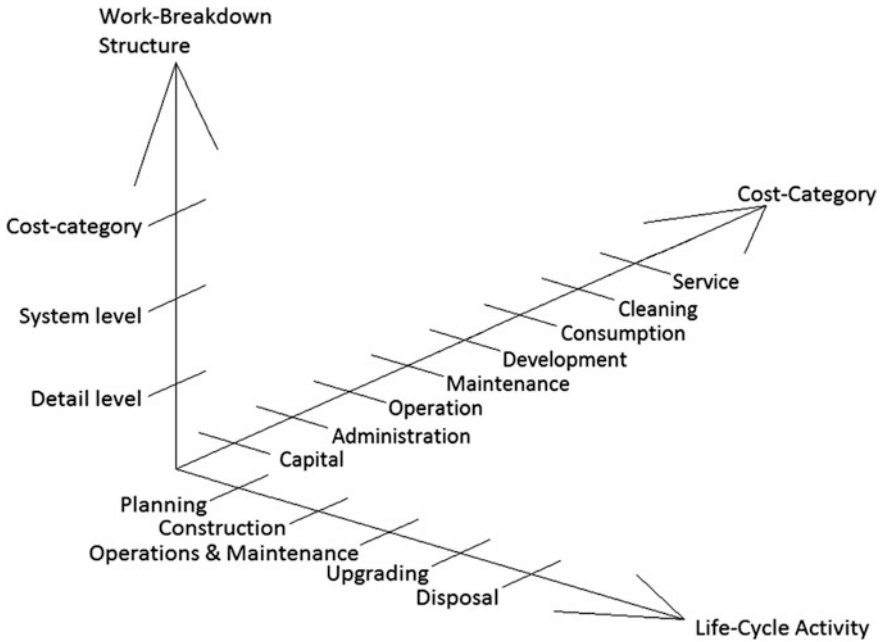 Work-Breakdown
Structure
Cost-Category
Cost-category
Service
System level
Cleaning
Consumption
Development
Maintenance
Detail level
Operation
Administration
Capital
Planning
Construction
Operations & Maintenance
Upgrading
Disposal
Life-Cycle Activity